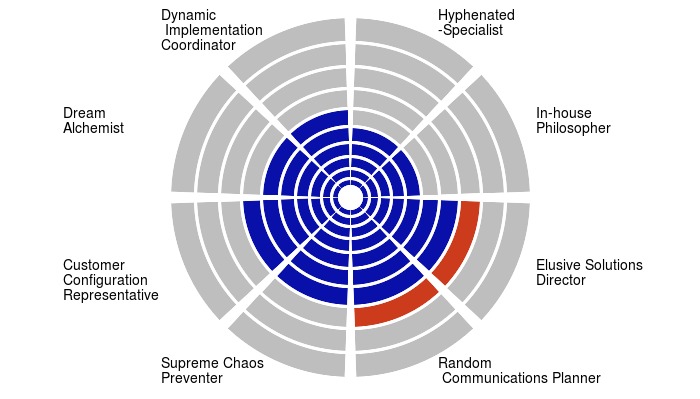 Dynamic
Implementation
Coordinator
Hyphenated
-Specialist
Dream
Alchemist
In-house
Philosopher
Customer
Configuration
Representative
Elusive Solutions
Director
Supreme Chaos
Preventer
Random
Communications Planner